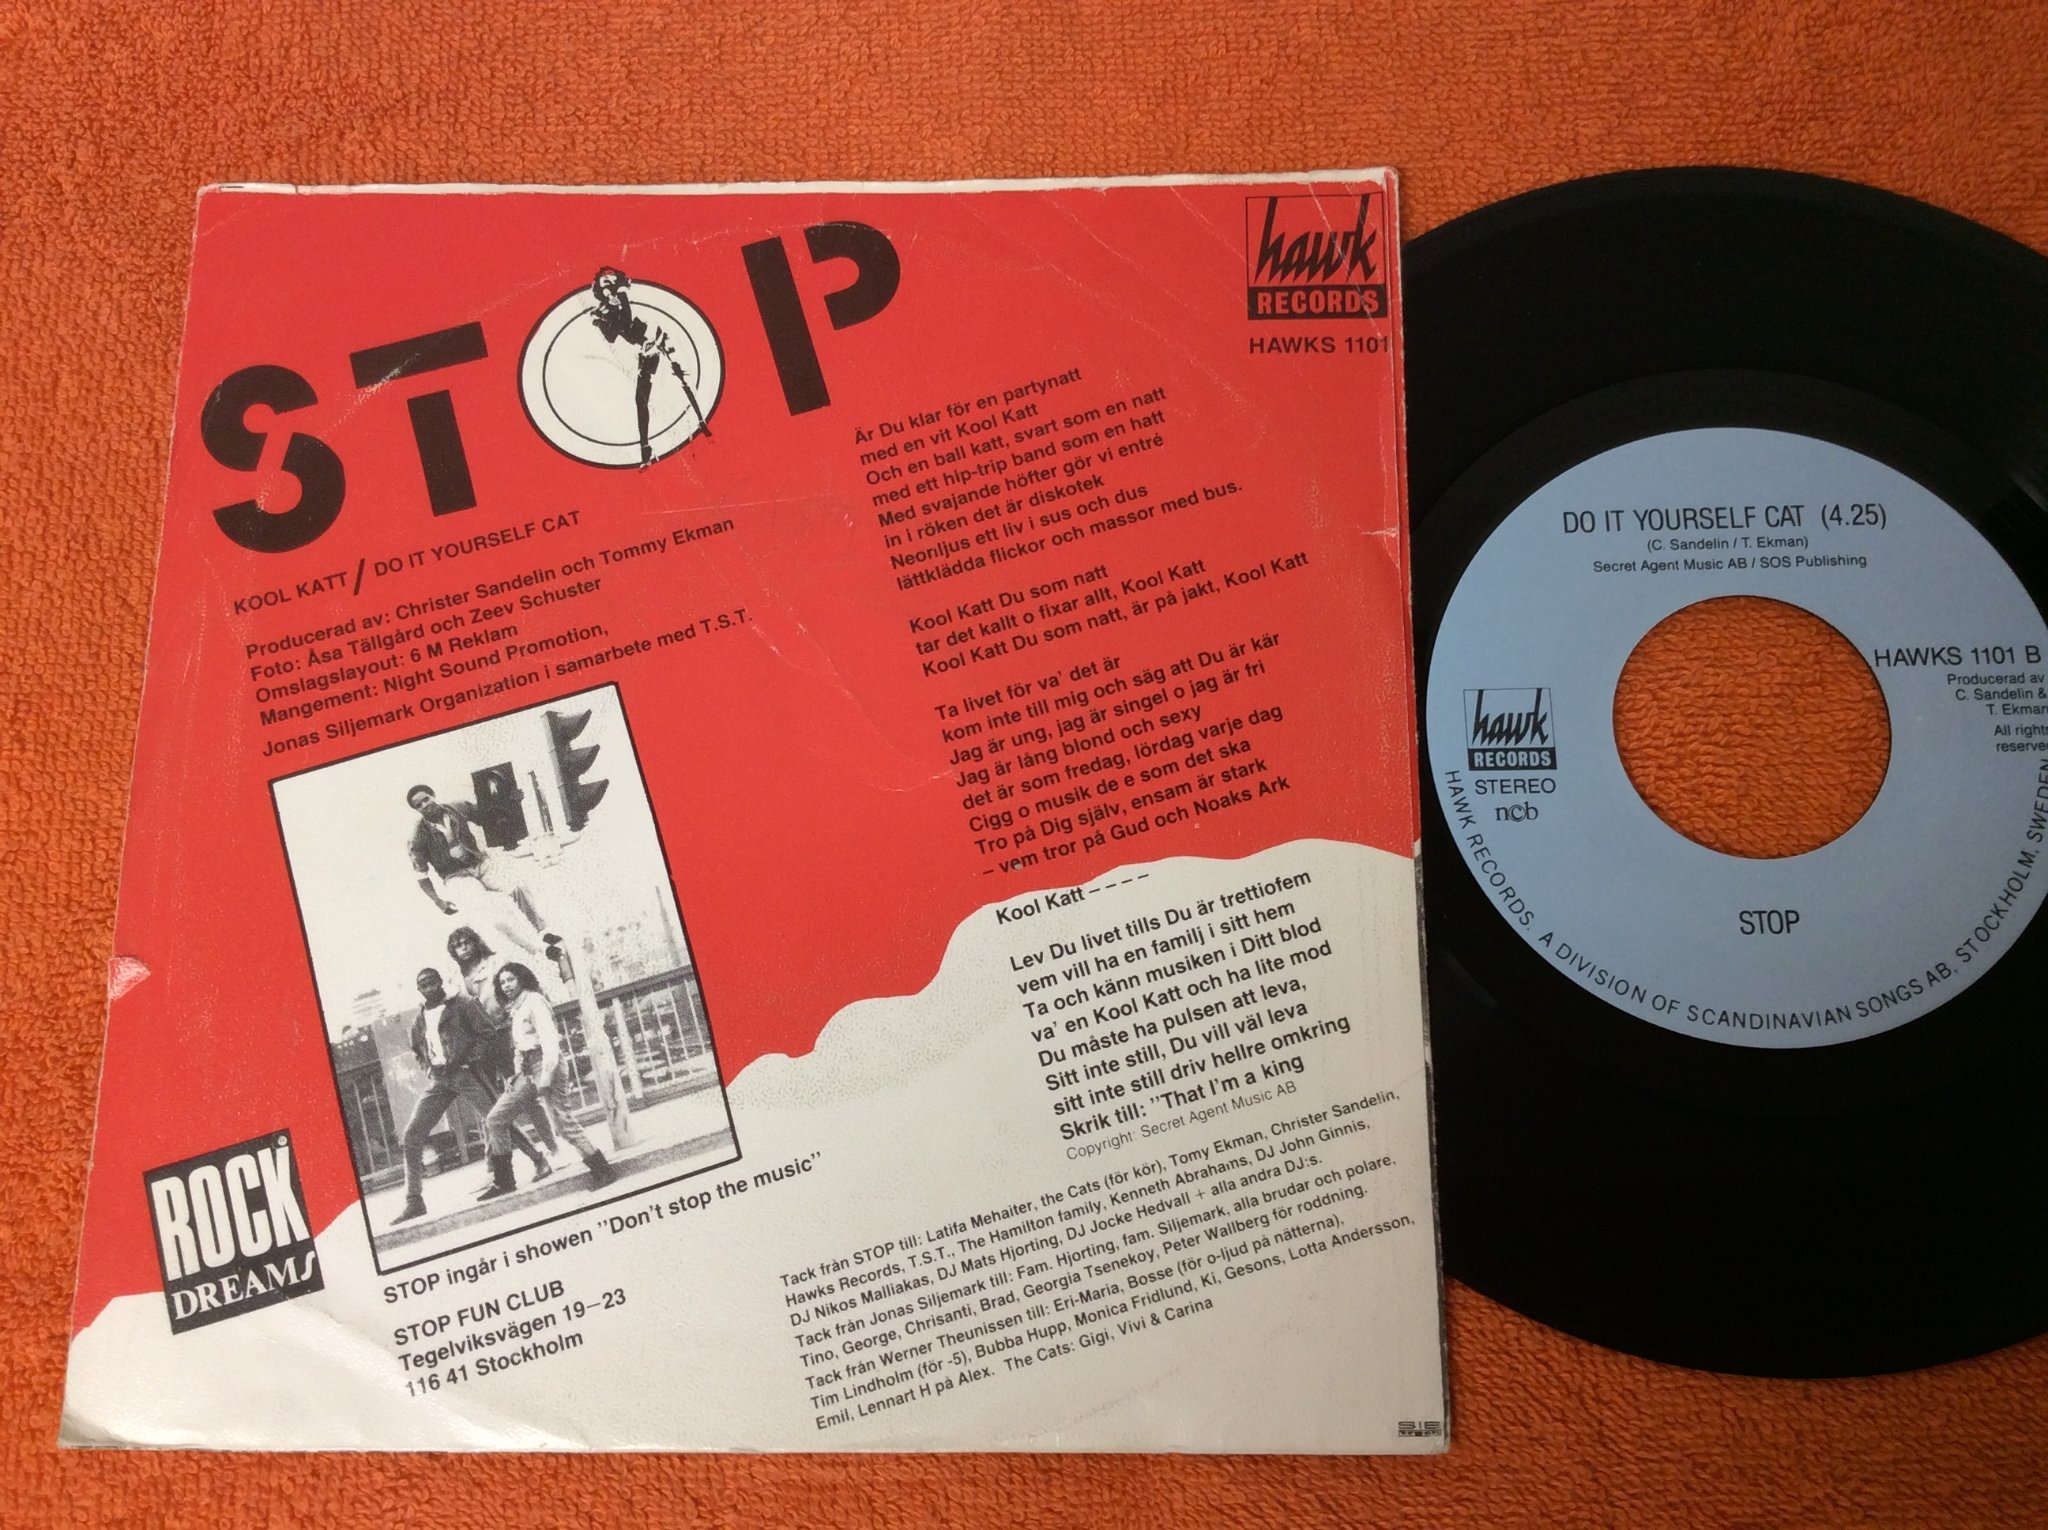 STOP
hawk
RECORDS
HAWKS 1101
KOOL KATT / DO IT YOURSELF CAT
Producerad av: Christer Sandelin och Tommy Ekman
Foto: Åsa Tällgård och Zeev Schuster
Omslagslayout: 6 M Reklam
Mangement: Night Sound Promotion,
Jonas Siljemark Organization i samarbete med T.S.T.
Är Du klar för en partynatt
med en vit Kool Katt
Och en ball katt, svart som en natt
med ett hip-trip band som en hatt
Med svajande höfter gör vi entré
in i röken det är diskotek
Neonljus ett liv i sus och dus
lättklädda flickor och massor med bus.
Kool Katt Du som natt
tar det kallt o fixar allt, Kool Katt
Kool Katt Du som natt, är på jakt, Kool Katt
Ta livet för va' det är
kom inte till mig och säg att Du är kär
Jag är ung, jag är singel o jag är fri
Jag är lång blond och sexy
det är som fredag, lördag varje dag
Cigg o musik de e som det ska
Tro på Dig själv, ensam är stark
– vem tror på Gud och Noaks Ark
Kool Katt – – – –
Lev Du livet tills Du är trettiofem
vem vill ha en familj i sitt hem
Ta och känn musiken i Ditt blod
va' en Kool Katt och ha lite mod
Du måste ha pulsen att leva,
Sitt inte still, Du vill väl leva
sitt inte still driv hellre omkring
Skrik till: "That I'm a king
Copyright: Secret Agent Music AB
ROCK
DREAMS
STOP ingår i showen "Don't stop the music"
STOP FUN CLUB
Tegelviksvägen 19–23
116 41 Stockholm
Tack från STOP till: Latifa Mehaiter, the Cats (för kör), Tomy Ekman, Christer Sandelin,
Hawks Records, T.S.T., The Hamilton family, Kenneth Abrahams, DJ John Ginnis,
DJ Nikos Malliakas, DJ Mats Hjorting, DJ Jocke Hedvall + alla andra DJ:s.
Tack från Jonas Siljemark till: Fam. Hjorting, fam. Siljemark, alla brudar och polare,
Tino, George, Chrisanti, Brad, Georgia Tsenekoy, Peter Wallberg för roddning.
Tack från Werner Theunissen till: Eri-Maria, Bosse (för o-ljud på nätterna),
Tim Lindholm (för -5), Bubba Hupp, Monica Fridlund, Ki, Gesons, Lotta Andersson,
Emil, Lennart H på Alex. The Cats: Gigi, Vivi & Carina
DO IT YOURSELF CAT (4.25)
(C. Sandelin / T. Ekman)
Secret Agent Music AB / SOS Publishing
HAWKS 1101 B
Producerad av
C. Sandelin &
T. Ekman
All rights
reserved
hawk
RECORDS
STEREO
ncb
STOP
HAWK RECORDS. A DIVISION OF SCANDINAVIAN SONGS AB, STOCKHOLM, SWEDEN